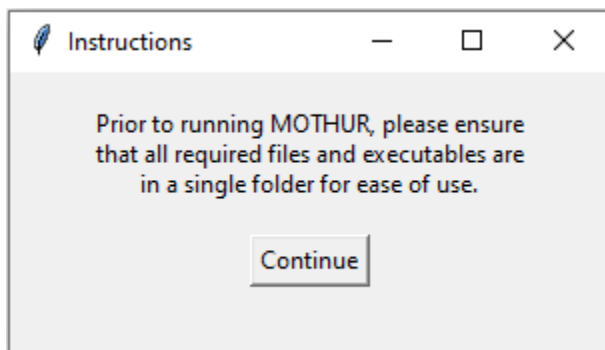 Instructions
Prior to running MOTHUR, please ensure
that all required files and executables are
in a single folder for ease of use.
Continue